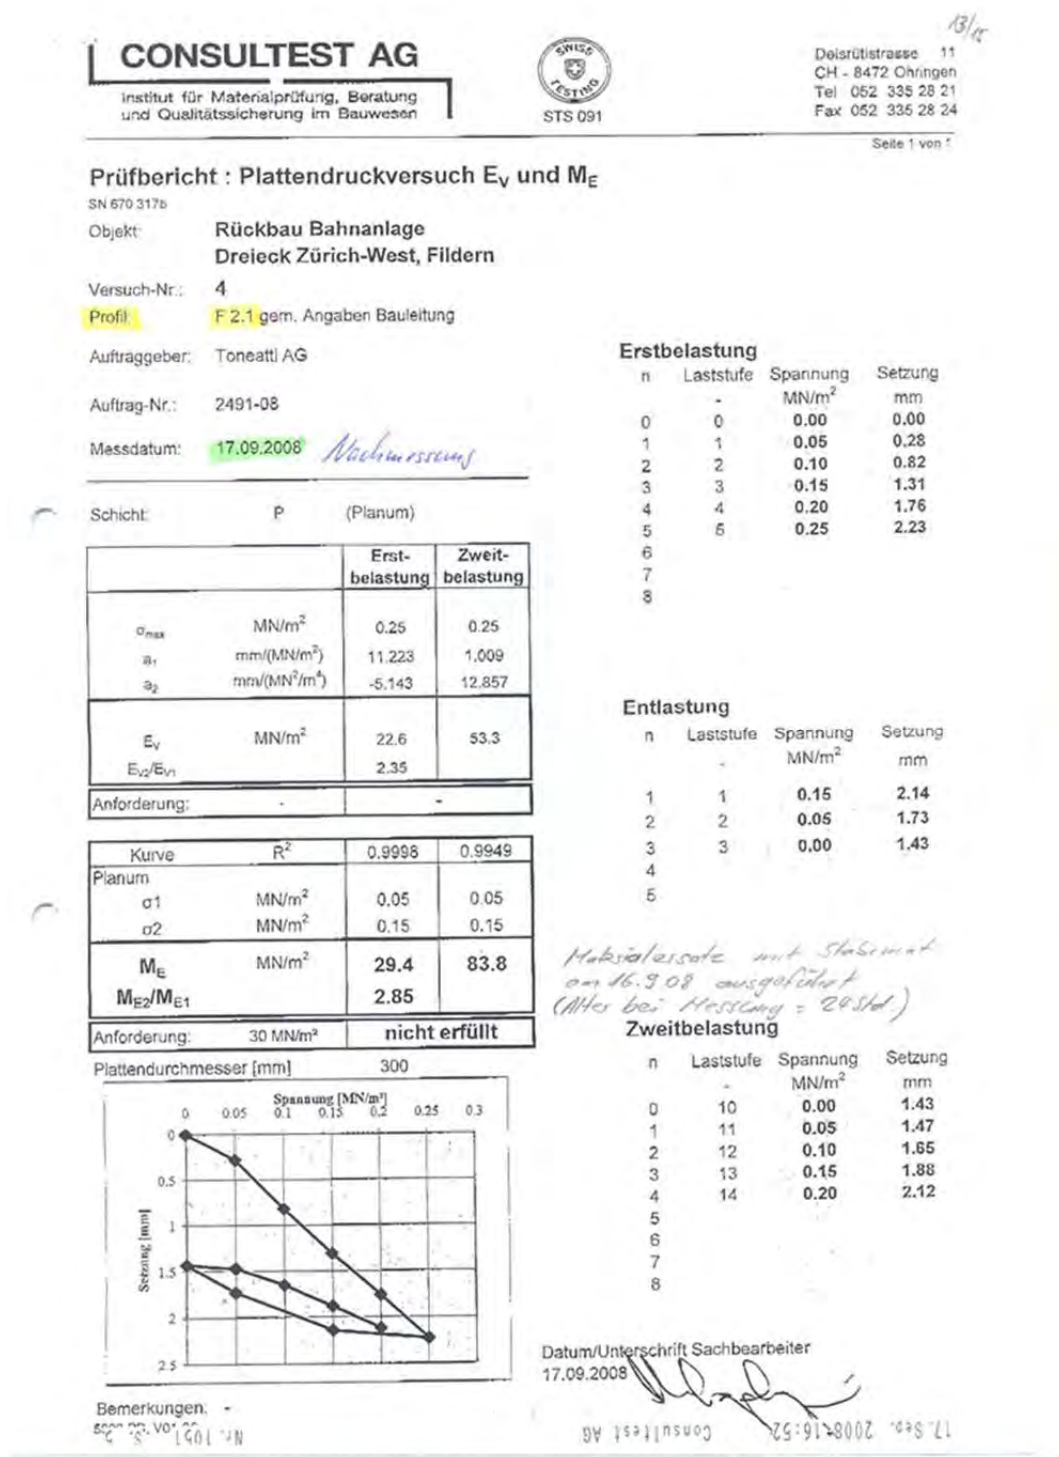 13/15
CONSULTEST AG
Institut für Materialprüfung, Beratung
und Qualitätssicherung im Bauwesen
SWISS TESTING
STS 091
Deisrütistrasse 11
CH - 8472 Ohringen
Tel 052 335 28 21
Fax 052 335 28 24
Seite 1 von 1
Prüfbericht : Plattendruckversuch EV und ME
SN 670 317b
Objekt: Rückbau Bahnanlage
Dreieck Zürich-West, Fildern
Versuch-Nr.: 4
Profil: F 2.1 gem. Angaben Bauleitung
Auftraggeber: Toneatti AG
Auftrag-Nr.: 2491-08
Messdatum: 17.09.2008 Nachmessung
Schicht: P (Planum)
Erst-belastung Zweit-belastung
σmax MN/m² 0.25 0.25
a1 mm/(MN/m²) 11.223 1.009
a2 mm/(MN²/m⁴) -5.143 12.857
EV MN/m² 22.6 53.3
EV2/EV1 2.35
Anforderung: - -
Kurve R² 0.9998 0.9949
Planum
σ1 MN/m² 0.05 0.05
σ2 MN/m² 0.15 0.15
ME MN/m² 29.4 83.8
ME2/ME1 2.85
Anforderung: 30 MN/m² nicht erfüllt
Plattendurchmesser [mm] 300
Spannung [MN/m²]
0 0.05 0.1 0.15 0.2 0.25 0.3
Setzung [mm]
0
0.5
1
1.5
2
2.5
Bemerkungen: -
Erstbelastung
n Laststufe Spannung Setzung
- MN/m² mm
0 0 0.00 0.00
1 1 0.05 0.28
2 2 0.10 0.82
3 3 0.15 1.31
4 4 0.20 1.76
5 5 0.25 2.23
6
7
8
Entlastung
n Laststufe Spannung Setzung
- MN/m² mm
1 1 0.15 2.14
2 2 0.05 1.73
3 3 0.00 1.43
4
5
Materialersatz mit Stabimat
am 16.9.08 ausgeführt
(Alter bei Messung = 24 Std.)
Zweitbelastung
n Laststufe Spannung Setzung
- MN/m² mm
0 10 0.00 1.43
1 11 0.05 1.47
2 12 0.10 1.65
3 13 0.15 1.88
4 14 0.20 2.12
5
6
7
8
Datum/Unterschrift Sachbearbeiter
17.09.2008
17. Sep. 2008 16:52 Consultest AG
Nr. 1051